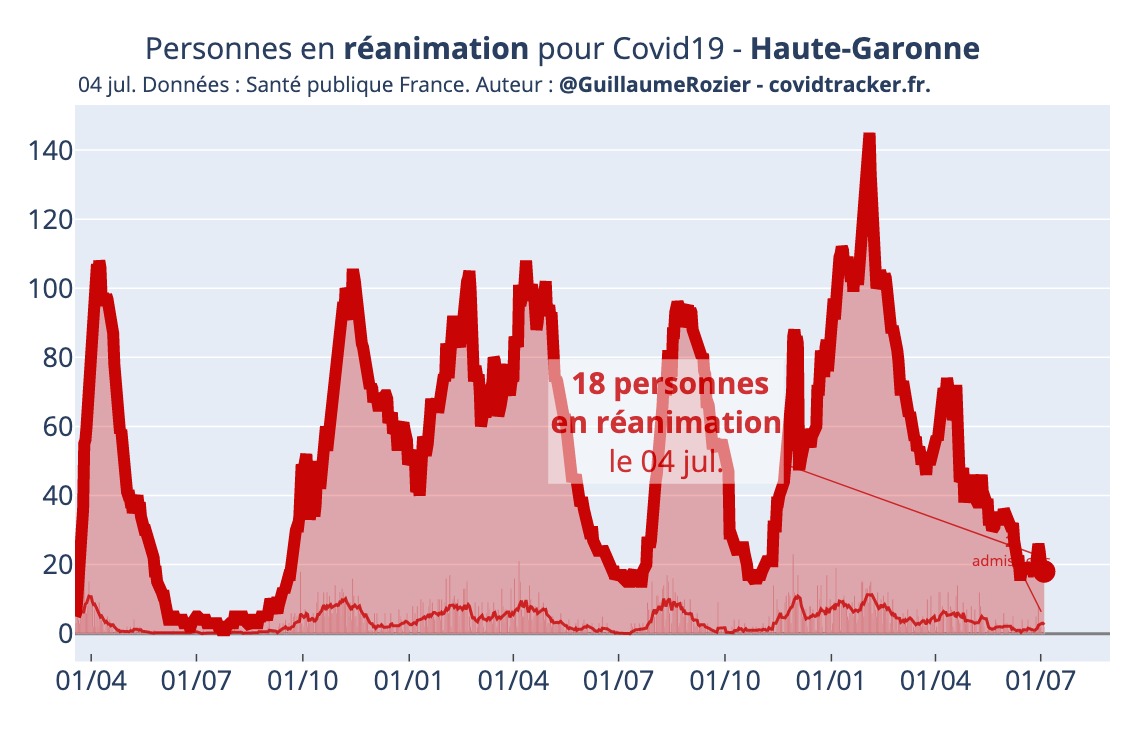 Personnes en réanimation pour Covid19 - Haute-Garonne
04 jul. Données : Santé publique France. Auteur : @GuillaumeRozier - covidtracker.fr.
140
120
100
80
60
40
20
0
18 personnes
en réanimation
le 04 jul.
01/04 01/07 01/10 01/01 01/04 01/07 01/10 01/01 01/04 01/07